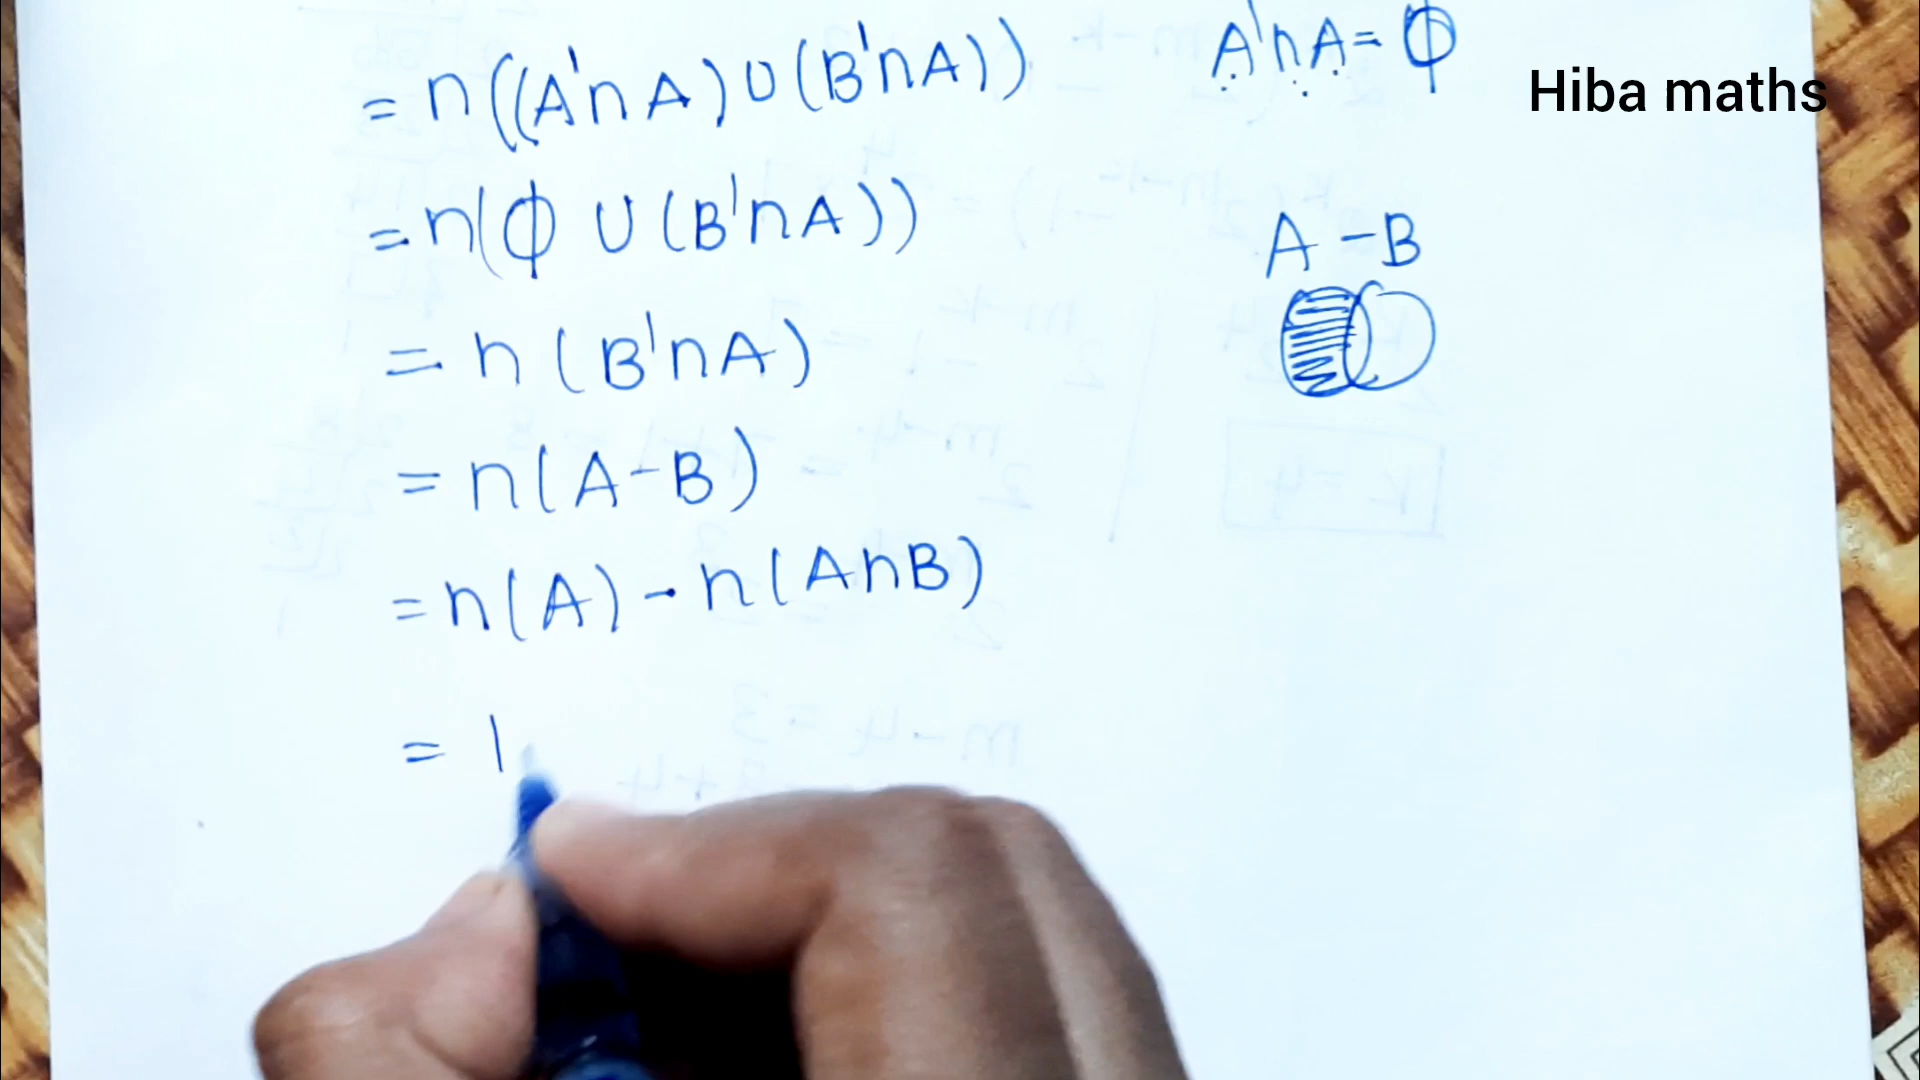 = n((A'∩A)∪(B'∩A))
A'∩A = ϕ
Hiba maths
= n(ϕ ∪ (B'∩A))
A - B
= n(B'∩A)
= n(A-B)
= n(A) - n(A∩B)
= 1